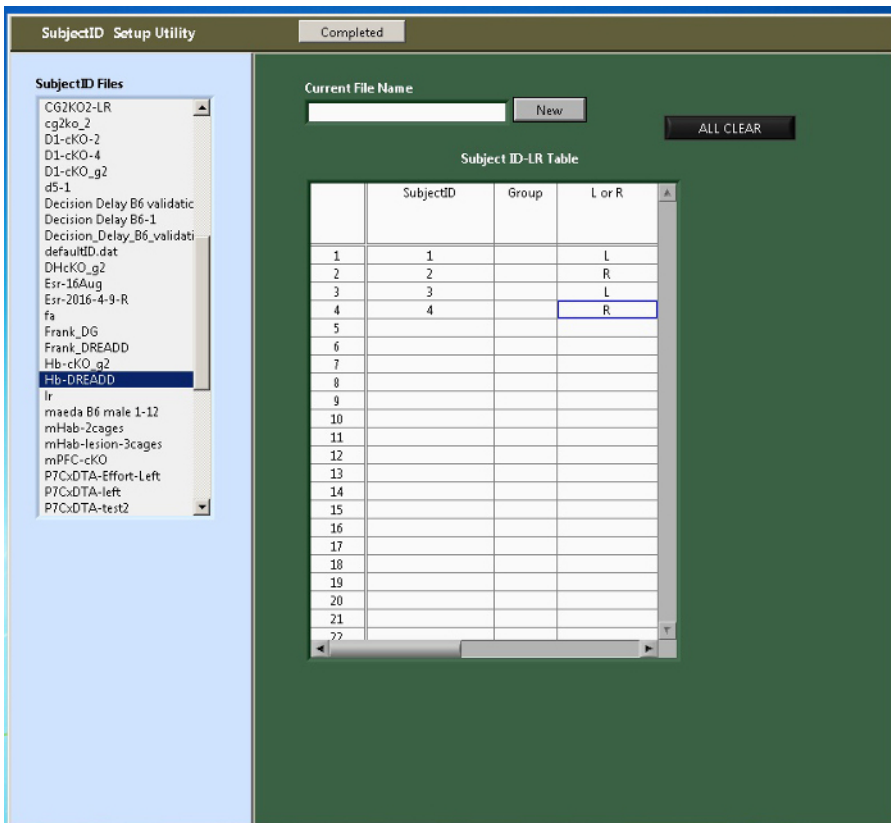 SubjectID Setup Utility
Completed
SubjectID Files
CG2KO2-LR
cg2ko_2
D1-cKO-2
D1-cKO-4
D1-cKO_g2
d5-1
Decision Delay B6 validatic
Decision Delay B6-1
Decision_Delay_B6_validati
defaultID.dat
DHcKO_g2
Esr-16Aug
Esr-2016-4-9-R
fa
Frank_DG
Frank_DREADD
Hb-cKO_g2
Hb-DREADD
lr
maeda B6 male 1-12
mHab-2cages
mHab-lesion-3cages
mPFC-cKO
P7CxDTA-Effort-Left
P7CxDTA-left
P7CxDTA-test2
Current File Name
New
ALL CLEAR
Subject ID-LR Table
SubjectID Group L or R
1 1 L
2 2 R
3 3 L
4 4 R
5
6
7
8
9
10
11
12
13
14
15
16
17
18
19
20
21
22